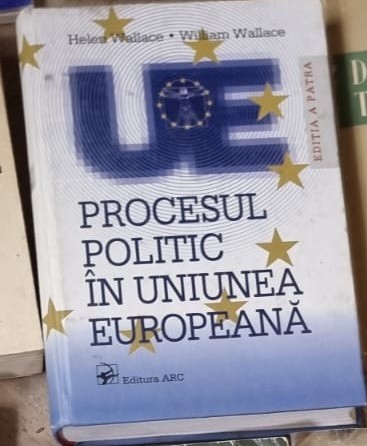 Helen Wallace • William Wallace
UE
EDIȚIA A PATRA
PROCESUL
POLITIC
ÎN UNIUNEA
EUROPEANĂ
Editura ARC
D
T